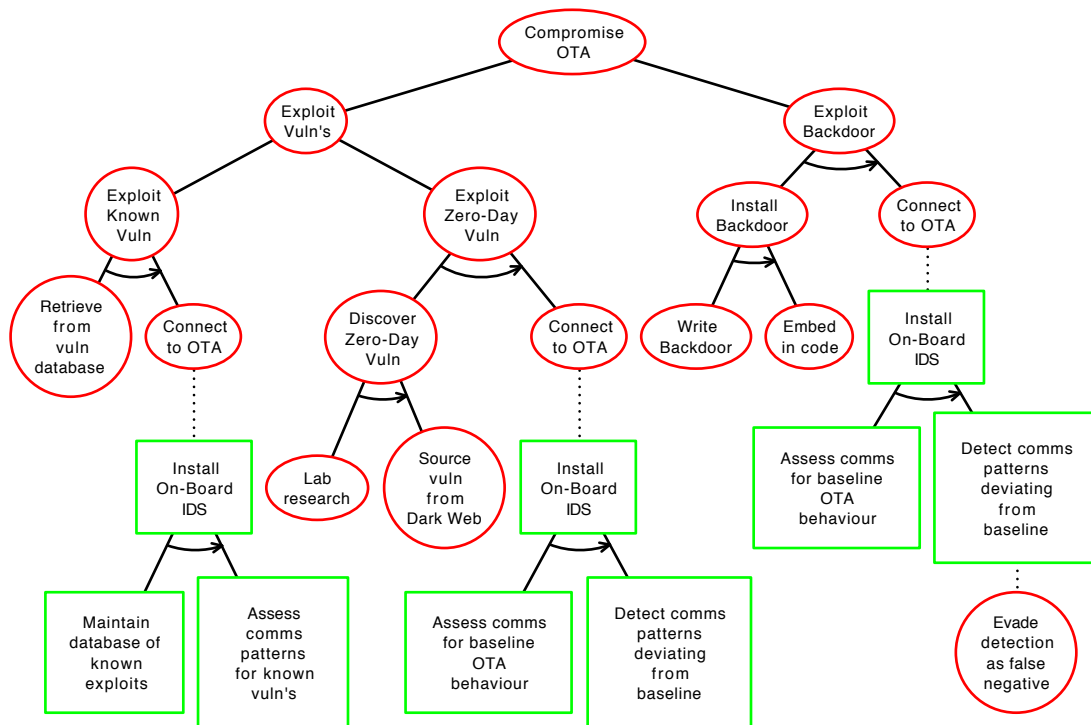 Compromise
OTA
Exploit
Vuln's
Exploit
Backdoor
Exploit
Known
Vuln
Exploit
Zero-Day
Vuln
Install
Backdoor
Connect
to OTA
Retrieve
from
vuln
database
Connect
to OTA
Discover
Zero-Day
Vuln
Connect
to OTA
Write
Backdoor
Embed
in code
Install
On-Board
IDS
Install
On-Board
IDS
Lab
research
Source
vuln
from
Dark Web
Install
On-Board
IDS
Assess comms
for baseline
OTA
behaviour
Detect comms
patterns
deviating
from
baseline
Maintain
database of
known
exploits
Assess
comms
patterns
for known
vuln's
Assess comms
for baseline
OTA
behaviour
Detect comms
patterns
deviating
from
baseline
Evade
detection
as false
negative